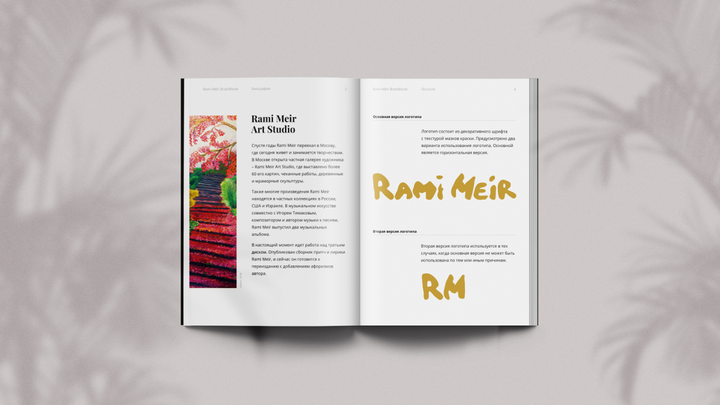 Rami Meir
Art Studio
Спустя годы Rami Meir переехал в Москву,
где сегодня живет и занимается творчеством.
В Москве открыта частная галерея художника
– Rami Meir Art Studio, где выставлено более
60 его картин, чеканные работы, деревянные
и мраморные скульптуры.
Также многие произведения Rami Meir
находятся в частных коллекциях в России,
США и Израиле. В музыкальном искусстве
совместно с Игорем Тимаковым,
композитором и автором музыки к песням,
Rami Meir выпустил два музыкальных
альбома.
В настоящий момент идет работа над третьим
диском. Опубликован сборник притч и лирики
Rami Meir, и сейчас он готовится к
переизданию с добавлением афоризмов
автора.
Основная версия логотипа
Логотип состоит из декоративного шрифта
с текстурой мазков краски. Предусмотрено два
варианта использования логотипа. Основной
является горизонтальная версия.
RAMi MEiR
Вторая версия логотипа
Вторая версия логотипа используется в тех
случаях, когда основная версия не может быть
использована по тем или иным причинам.
RM